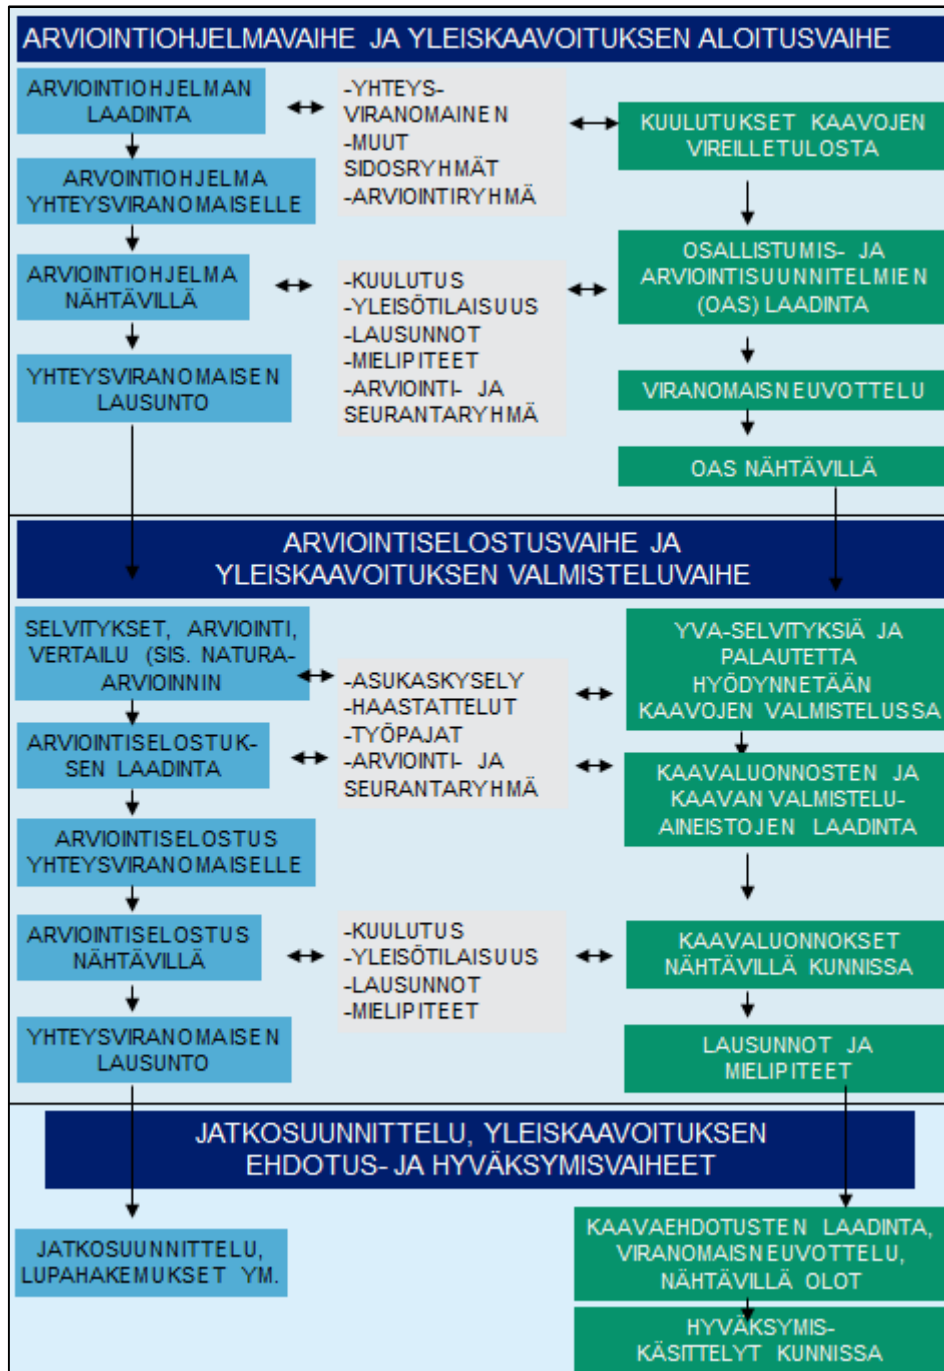 ARVIOINTIOHJELMAVAIHE JA YLEISKAAVOITUKSEN ALOITUSVAIHE
ARVIOINTIOHJELMAN
LAADINTA
ARVOINTIOHJELMA
YHTEYSVIRANOMAISELLE
ARVIOINTIOHJELMA
NÄHTÄVILLÄ
YHTEYSVIRANOMAISEN
LAUSUNTO
-YHTEYS-
VIRANOMAINEN
-MUUT
SIDOSRYHMÄT
-ARVIOINTIRYHMÄ
-KUULUTUS
-YLEISÖTILAISUUS
-LAUSUNNOT
-MIELIPITEET
-ARVIOINTI- JA
SEURANTARYHMÄ
KUULUTUKSET KAAVOJEN
VIREILLETULOSTA
OSALLISTUMIS- JA
ARVIOINTISUUNNITELMIEN
(OAS) LAADINTA
VIRANOMAISNEUVOTTELU
OAS NÄHTÄVILLÄ
ARVIOINTISELOSTUSVAIHE JA
YLEISKAAVOITUKSEN VALMISTELUVAIHE
SELVITYKSET, ARVIOINTI,
VERTAILU (SIS. NATURA-
ARVIOINNIN
ARVIOINTISELOSTUK-
SEN LAADINTA
ARVIOINTISELOSTUS
YHTEYSVIRANOMAISELLE
ARVIOINTISELOSTUS
NÄHTÄVILLÄ
YHTEYSVIRANOMAISEN
LAUSUNTO
-ASUKASKYSELY
-HAASTATTELUT
-TYÖPAJAT
-ARVIOINTI- JA
SEURANTARYHMÄ
-KUULUTUS
-YLEISÖTILAISUUS
-LAUSUNNOT
-MIELIPITEET
YVA-SELVITYKSIÄ JA
PALAUTETTA
HYÖDYNNETÄÄN
KAAVOJEN VALMISTELUSSA
KAAVALUONNOSTEN JA
KAAVAN VALMISTELU-
AINEISTOJEN LAADINTA
KAAVALUONNOKSET
NÄHTÄVILLÄ KUNNISSA
LAUSUNNOT JA
MIELIPITEET
JATKOSUUNNITTELU, YLEISKAAVOITUKSEN
EHDOTUS- JA HYVÄKSYMISVAIHEET
JATKOSUUNNITTELU,
LUPAHAKEMUKSET YM.
KAAVAEHDOTUSTEN LAADINTA,
VIRANOMAISNEUVOTTELU,
NÄHTÄVILLÄ OLOT
HYVÄKSYMIS-
KÄSITTELYT KUNNISSA